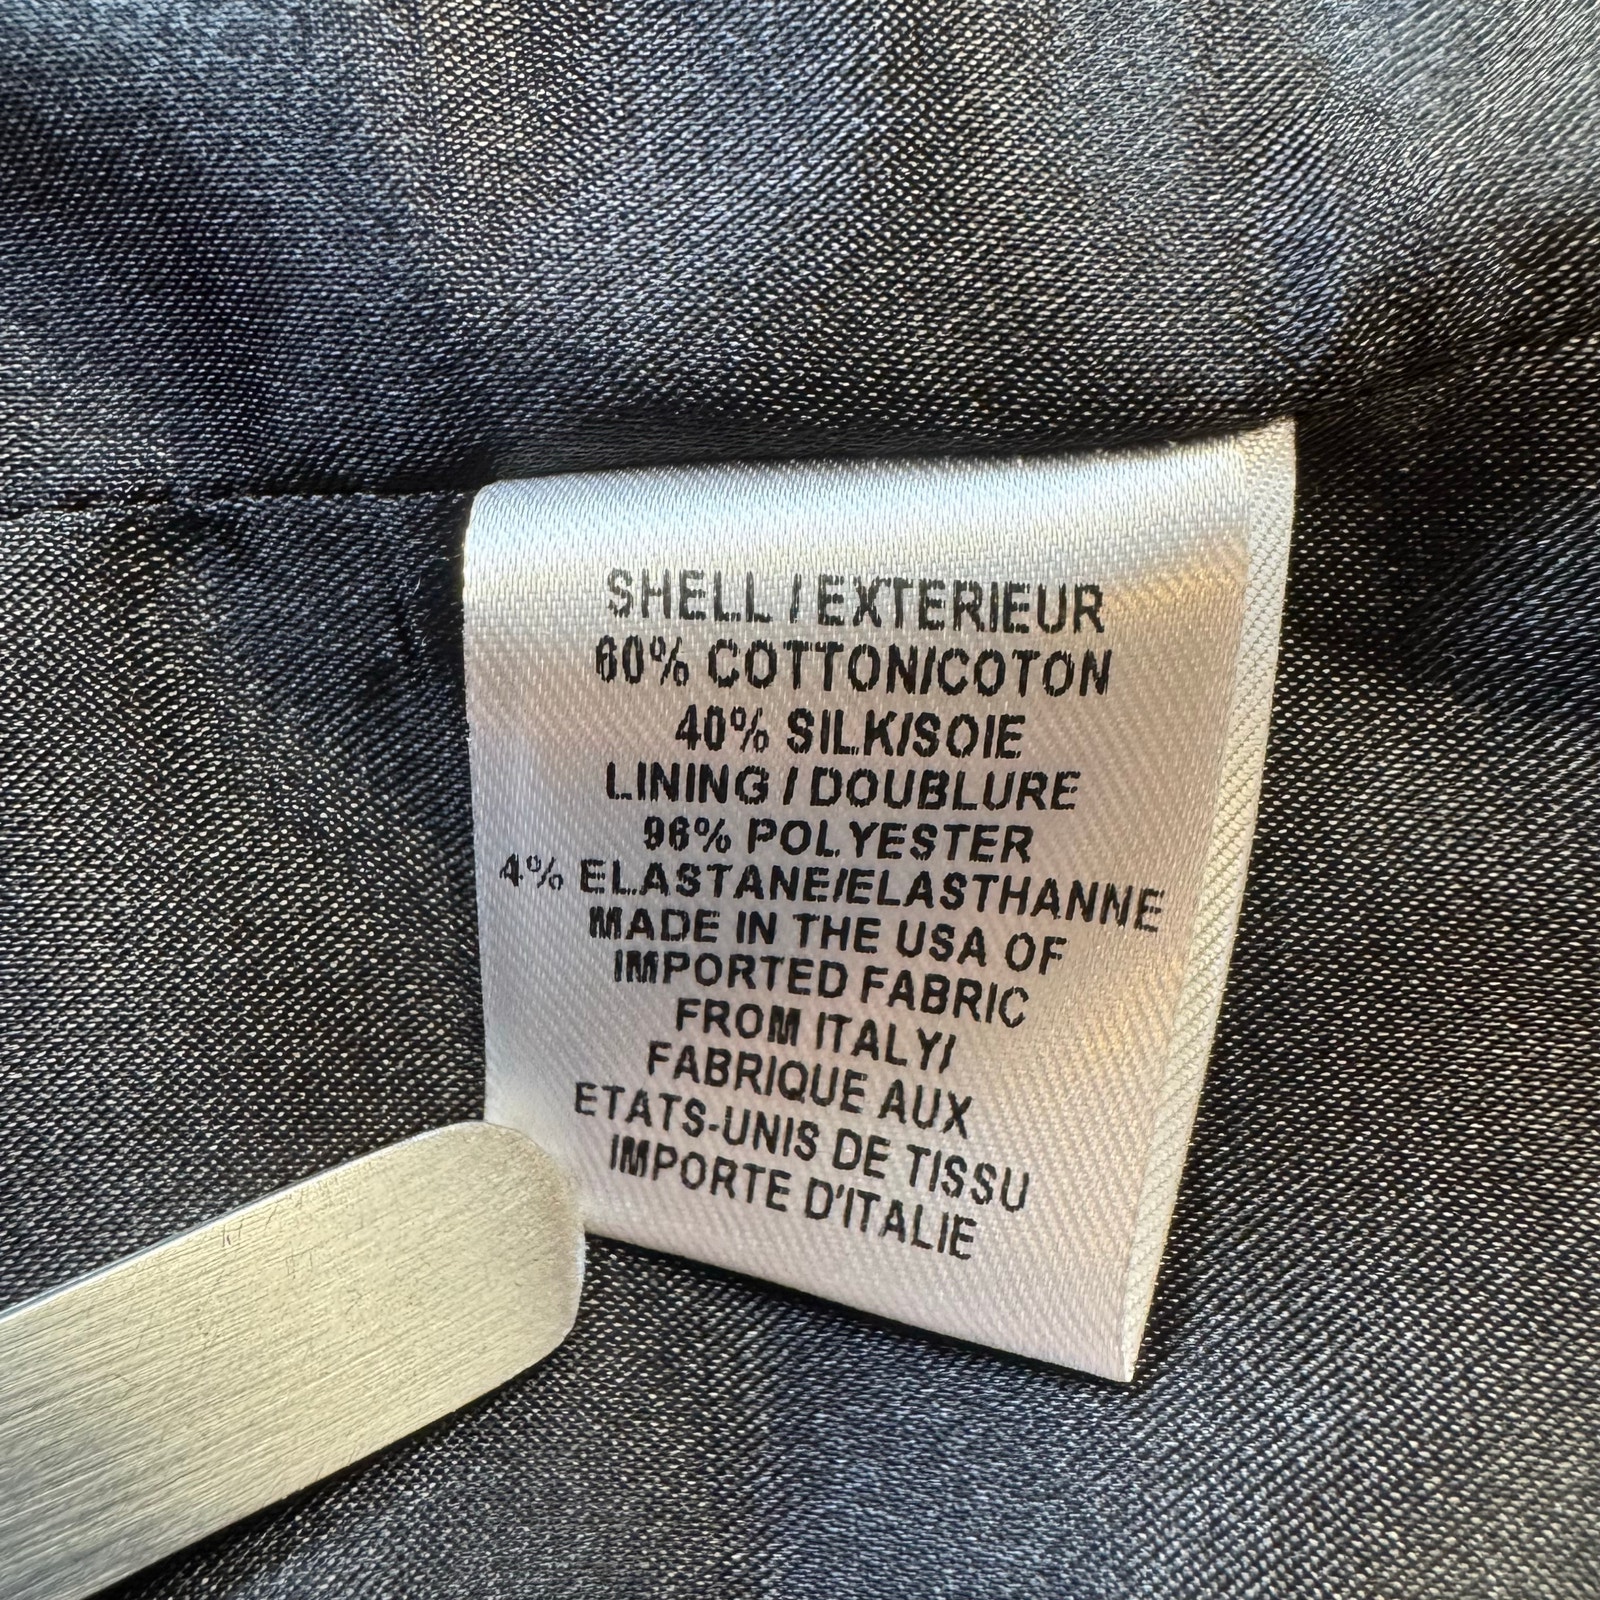 SHELL / EXTERIEUR
60% COTTON/COTON
40% SILK/SOIE
LINING / DOUBLURE
96% POLYESTER
4% ELASTANE/ELASTHANNE
MADE IN THE USA OF
IMPORTED FABRIC
FROM ITALY/
FABRIQUE AUX
ETATS-UNIS DE TISSU
IMPORTE D'ITALIE